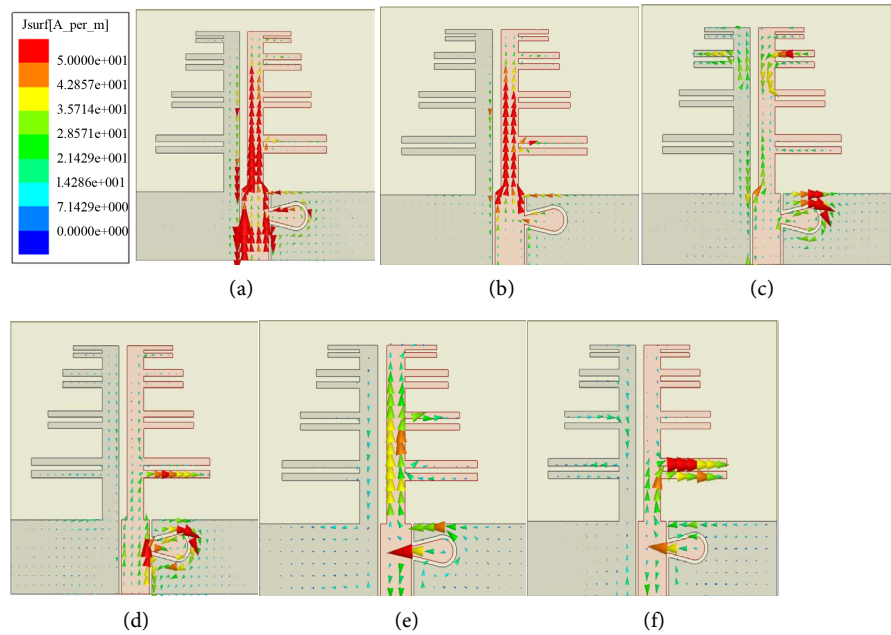 Jsurf[A_per_m]
5.0000e+001
4.2857e+001
3.5714e+001
2.8571e+001
2.1429e+001
1.4286e+001
7.1429e+000
0.0000e+000
(a)
(b)
(c)
(d)
(e)
(f)